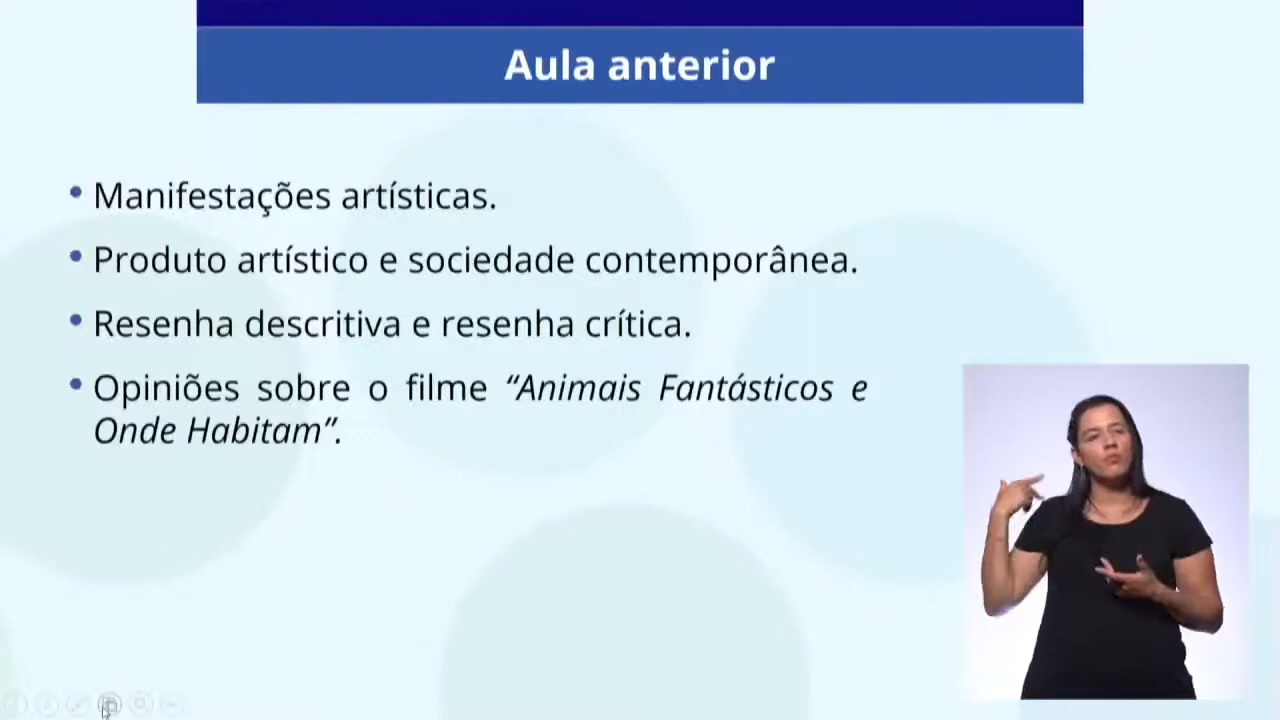 Aula anterior
• Manifestações artísticas.
• Produto artístico e sociedade contemporânea.
• Resenha descritiva e resenha crítica.
• Opiniões sobre o filme “Animais Fantásticos e
Onde Habitam”.